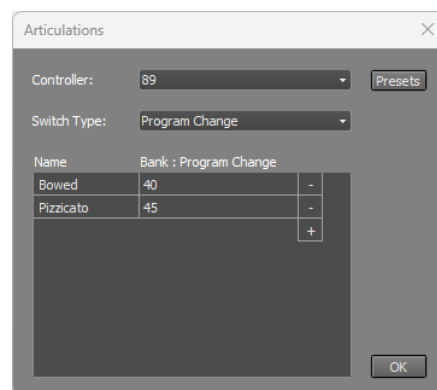 Articulations
Controller: 89 Presets
Switch Type: Program Change
Name Bank : Program Change
Bowed 40 -
Pizzicato 45 -
+
OK